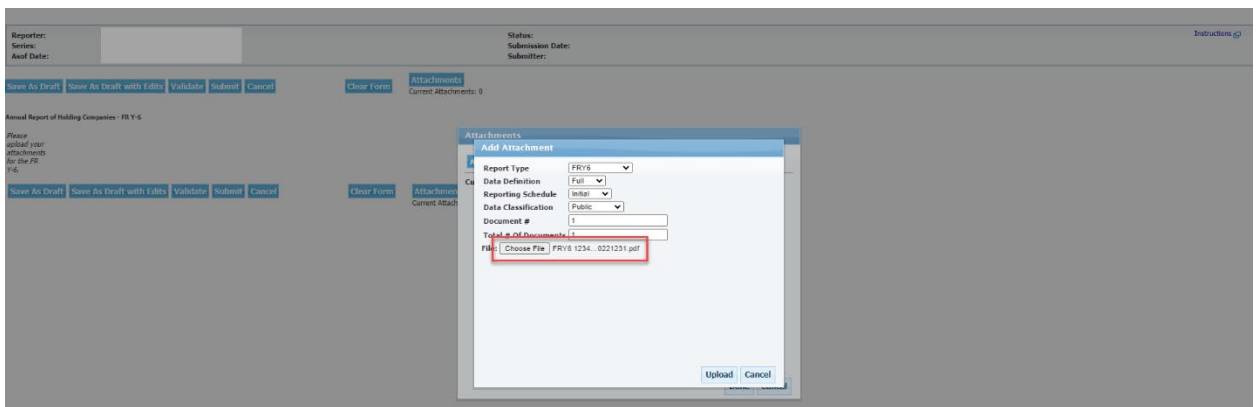 Reporter:
Series:
Asof Date:
Status:
Submission Date:
Submitter:
Instructions
Save As Draft Save As Draft with Edits Validate Submit Cancel Clear Form Attachments
Current Attachments: 0
Annual Report of Holding Companies - FR Y-6
Please
upload your
attachments
for the FR
Y-6.
Save As Draft Save As Draft with Edits Validate Submit Cancel Clear Form Attachmen
Current Attach
Attachments
Add Attachment
Report Type FRY6
Data Definition Full
Reporting Schedule Initial
Data Classification Public
Document # 1
Total # Of Documents 1
File: Choose File FRY6 1234...0221231.pdf
Upload Cancel